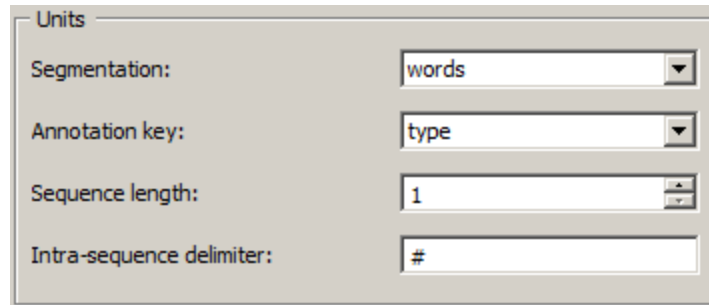 Units
Segmentation: words
Annotation key: type
Sequence length: 1
Intra-sequence delimiter: #